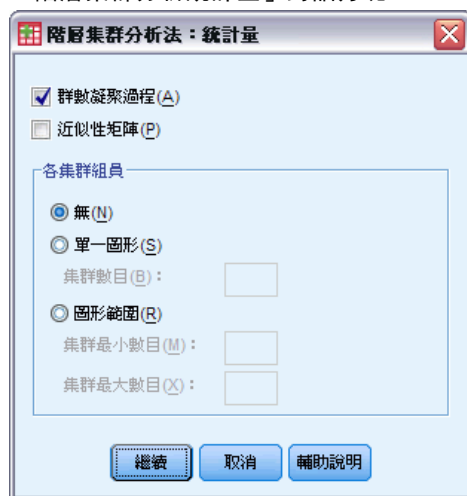 階層集群分析法：統計量
群數凝聚過程(A)
近似性矩陣(P)
各集群組員
無(N)
單一圖形(S)
集群數目(B)：
圖形範圍(R)
集群最小數目(M)：
集群最大數目(X)：
繼續 取消 輔助說明